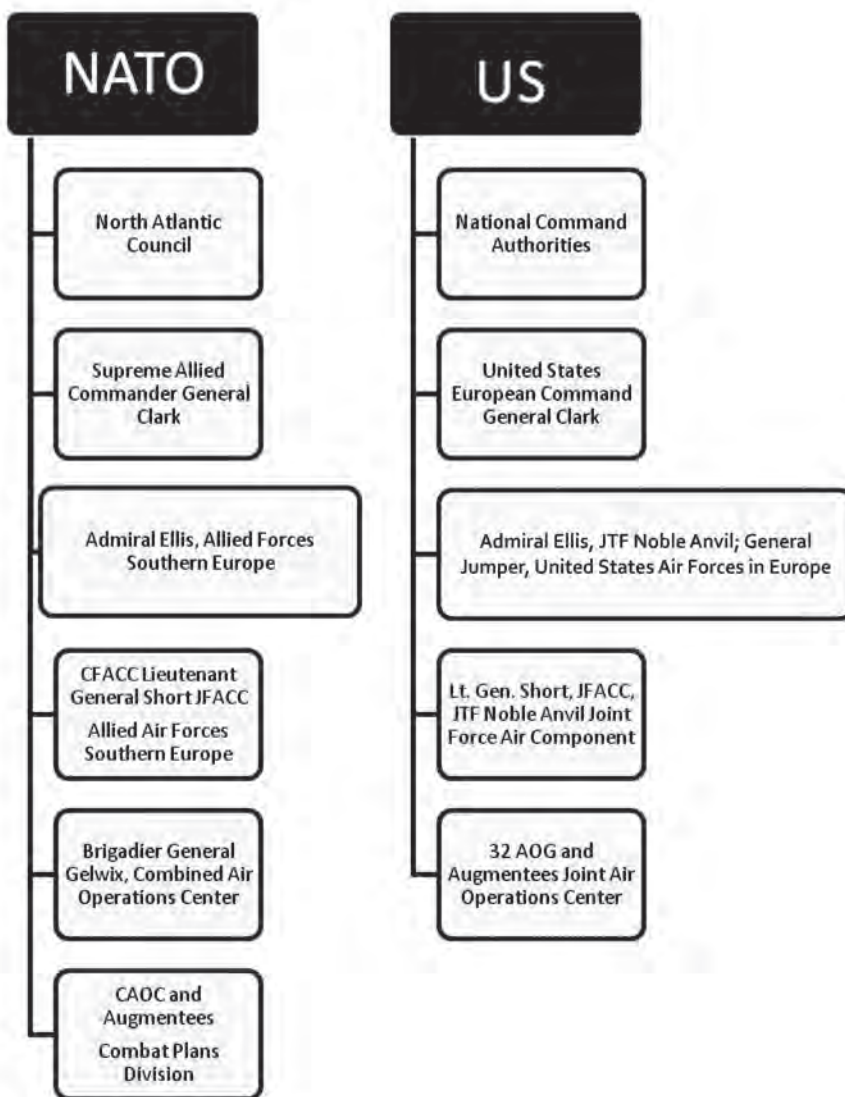 NATO
North Atlantic
Council
Supreme Allied
Commander General
Clark
Admiral Ellis, Allied Forces
Southern Europe
CFACC Lieutenant
General Short JFACC
Allied Air Forces
Southern Europe
Brigadier General
Gelwix, Combined Air
Operations Center
CAOC and
Augmentees
Combat Plans
Division
US
National Command
Authorities
United States
European Command
General Clark
Admiral Ellis, JTF Noble Anvil; General
Jumper, United States Air Forces in Europe
Lt. Gen. Short, JFACC,
JTF Noble Anvil Joint
Force Air Component
32 AOG and
Augmentees Joint Air
Operations Center